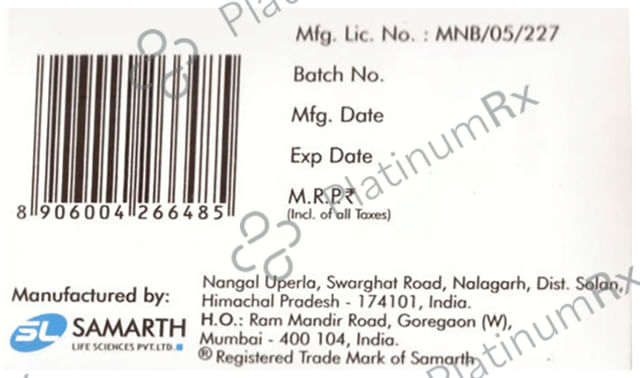 Mfg. Lic. No. : MNB/05/227
Batch No.
Mfg. Date
Exp Date
M.R.P.₹
(Incl. of all Taxes)
8 906004 266485
Manufactured by:
SL SAMARTH
LIFE SCIENCES PVT.LTD.
Nangal Uperla, Swarghat Road, Nalagarh, Dist. Solan,
Himachal Pradesh - 174101, India.
H.O.: Ram Mandir Road, Goregaon (W),
Mumbai - 400 104, India.
® Registered Trade Mark of Samarth
PlatinumRx
PlatinumRx
PlatinumRx